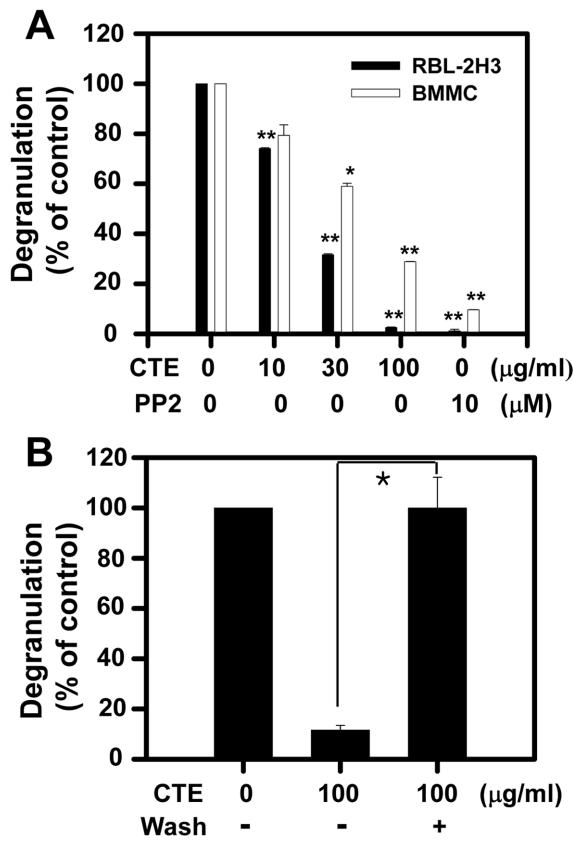 A
120
100
80
60
40
20
0
Degranulation
(% of control)
RBL-2H3
BMMC
**
*
**
**
**
**
**
CTE 0 10 30 100 0 (μg/ml)
PP2 0 0 0 0 10 (μM)
B
120
100
80
60
40
20
0
Degranulation
(% of control)
*
CTE 0 100 100 (μg/ml)
Wash - - +